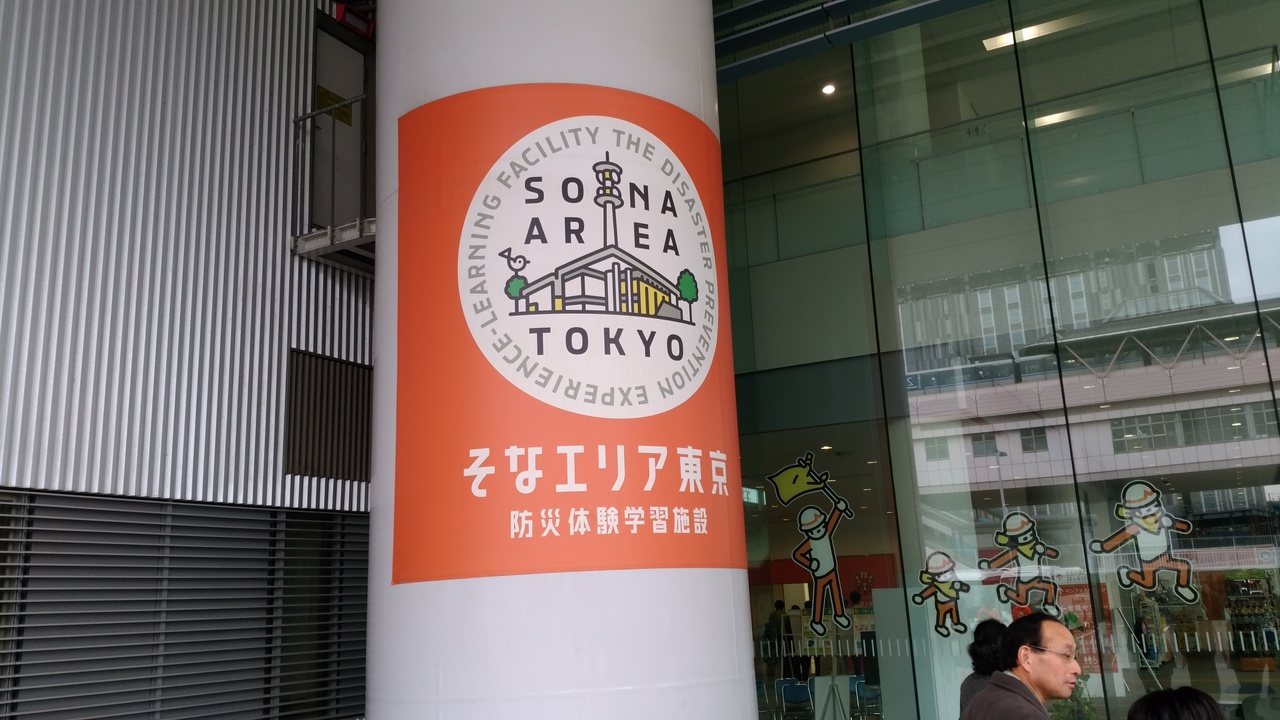 THE DISASTER PREVENTION EXPERIENCE-LEARNING FACILITY
SONA
AREA
TOKYO
そなエリア東京
防災体験学習施設